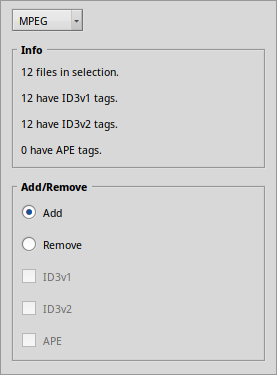 MPEG
Info
12 files in selection.
12 have ID3v1 tags.
12 have ID3v2 tags.
0 have APE tags.
Add/Remove
Add
Remove
ID3v1
ID3v2
APE